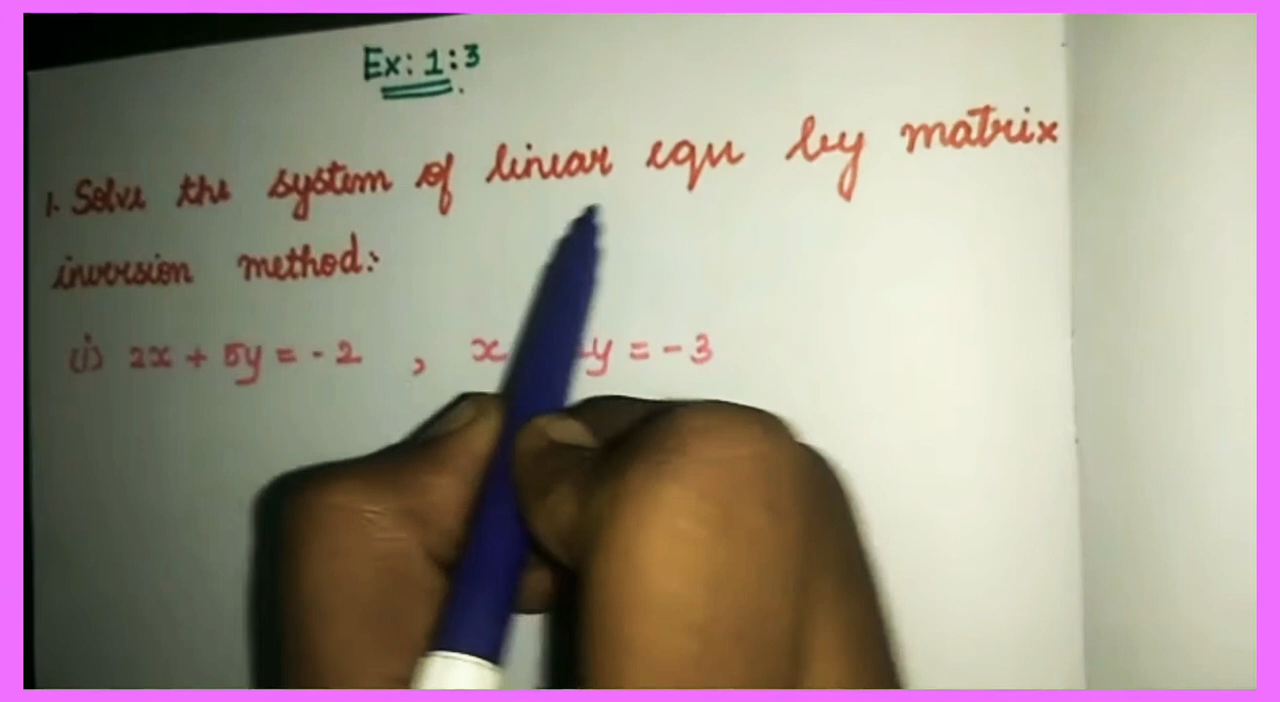 Ex: 1:3
1. Solve the system of linear equ by matrix
inversion method:
(i) 2x + 5y = -2 , x y = -3